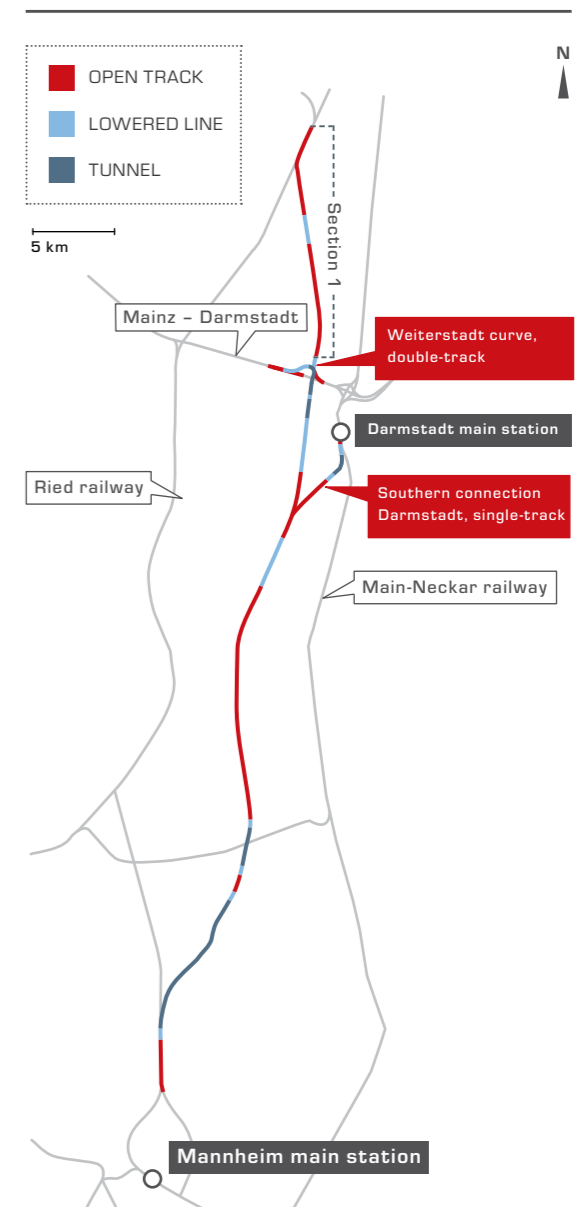 N
OPEN TRACK
LOWERED LINE
TUNNEL
5 km
Section 1
Mainz – Darmstadt
Weiterstadt curve,
double-track
Darmstadt main station
Ried railway
Southern connection
Darmstadt, single-track
Main-Neckar railway
Mannheim main station